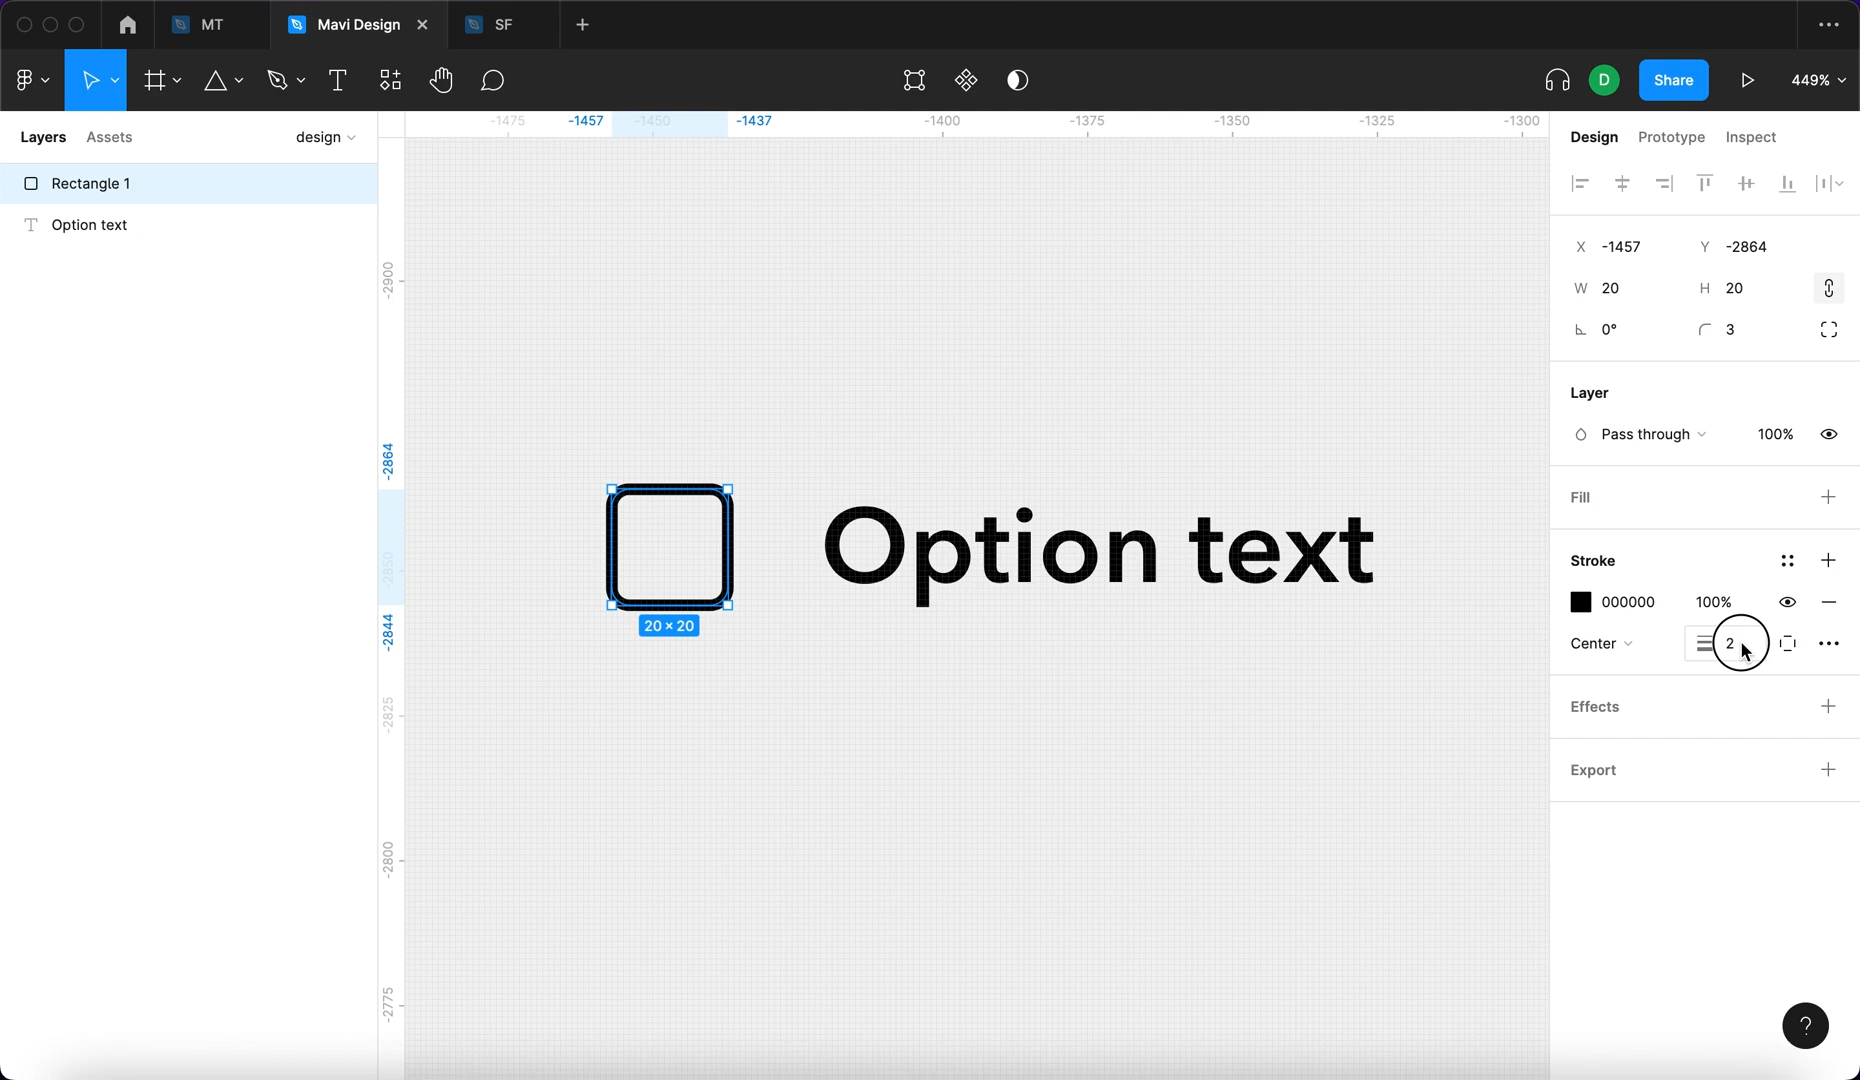 MT
Mavi Design
SF
D
Share
449%
Layers
Assets
design
Rectangle 1
Option text
-1475
-1457
-1450
-1437
-1400
-1375
-1350
-1325
-1300
-2900
-2864
-2850
-2844
-2825
-2800
-2775
Option text
20 × 20
Design
Prototype
Inspect
X -1457 Y -2864
W 20 H 20
0° 3
Layer
Pass through 100%
Fill
Stroke
000000 100%
Center 2
Effects
Export
?